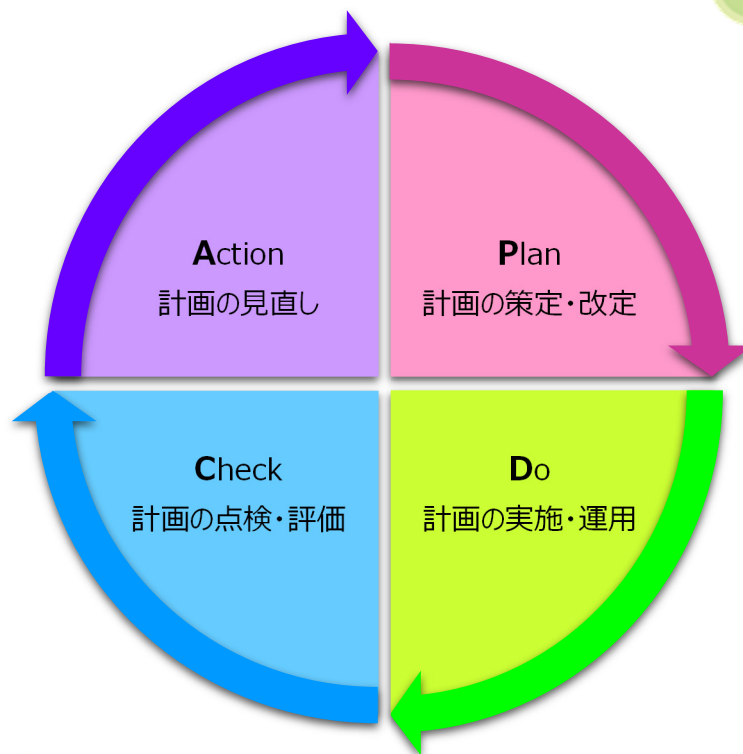 Action
計画の見直し
Plan
計画の策定・改定
Check
計画の点検・評価
Do
計画の実施・運用